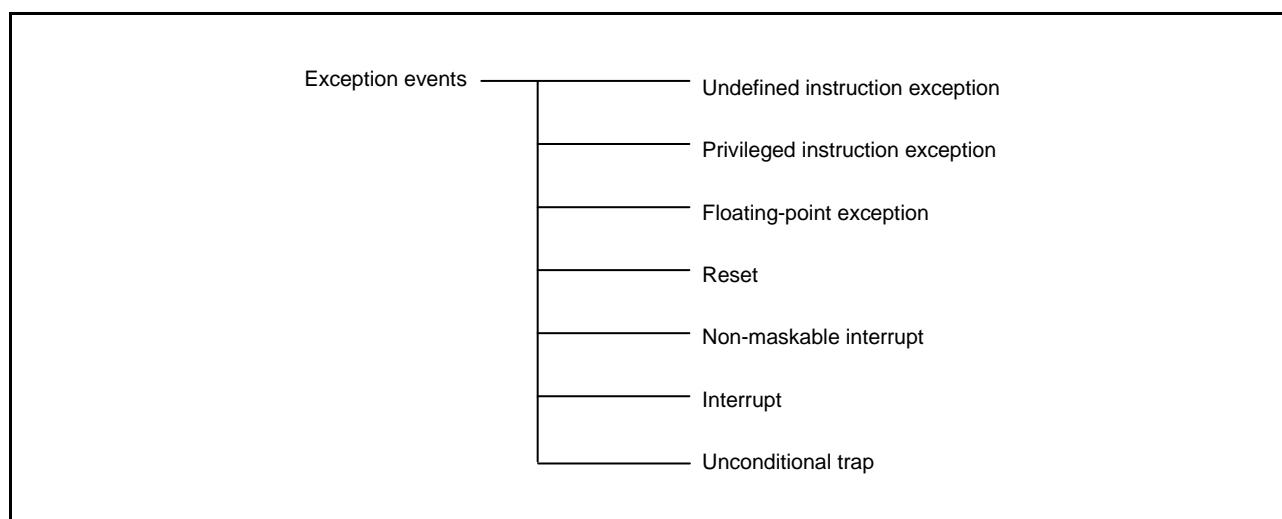 Exception events
Undefined instruction exception
Privileged instruction exception
Floating-point exception
Reset
Non-maskable interrupt
Interrupt
Unconditional trap